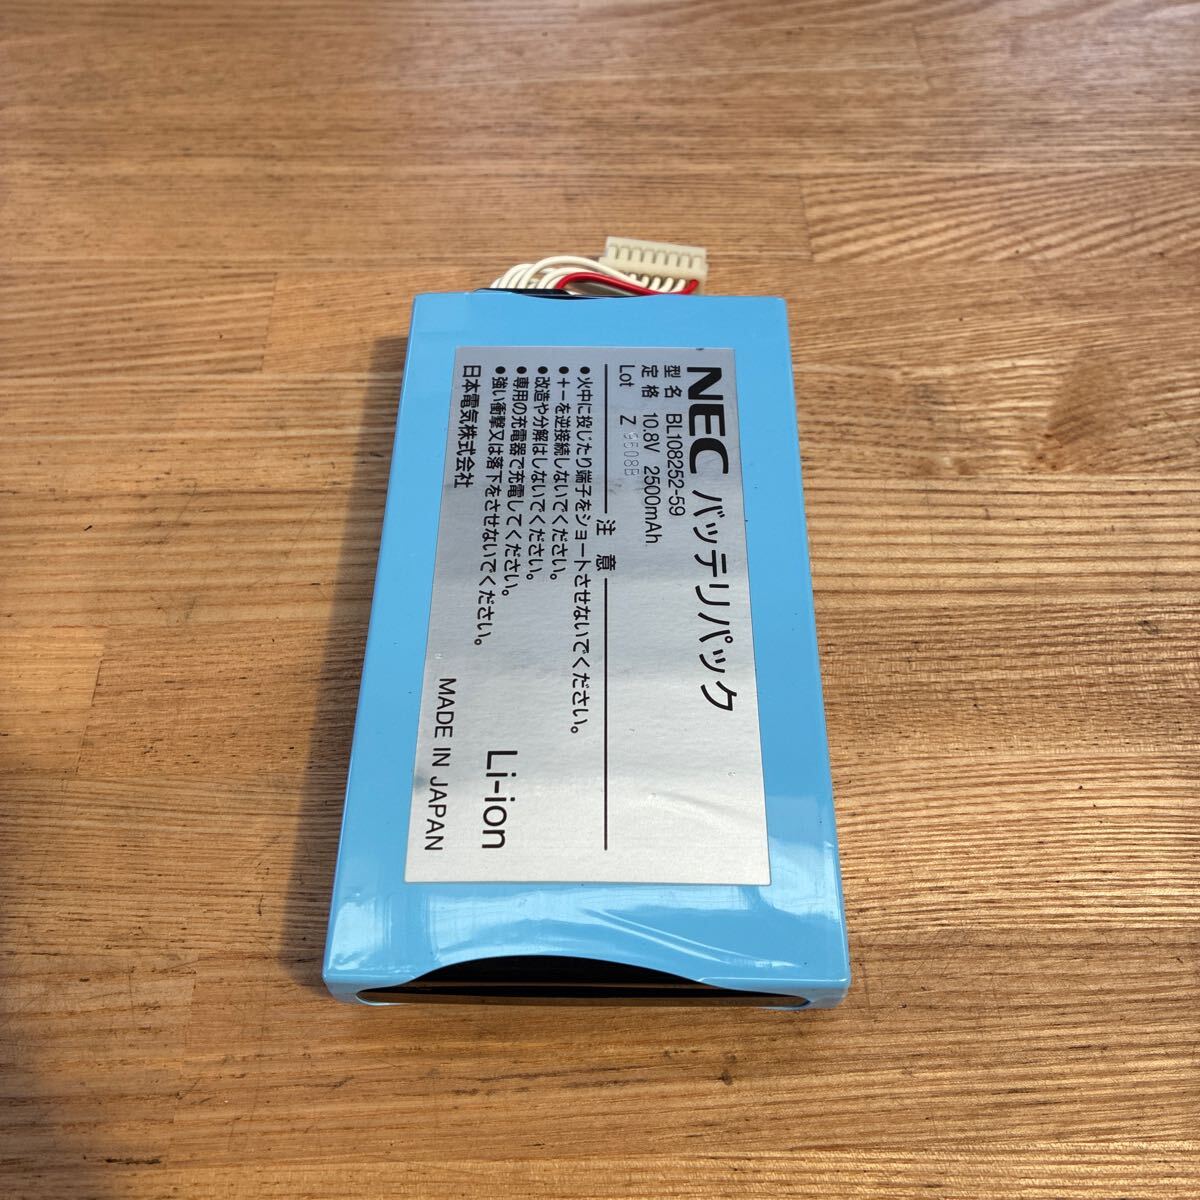 NEC バッテリパック
型名 BL108252-59
定格 10.8V 2500mAh
Lot Z 9608B
注 意
●火中に投じたり端子をショートさせないでください。
●+-を逆接続しないでください。
●改造や分解はしないでください。
●専用の充電器で充電してください。
●強い衝撃又は落下をさせないでください。
Li-ion
日本電気株式会社
MADE IN JAPAN